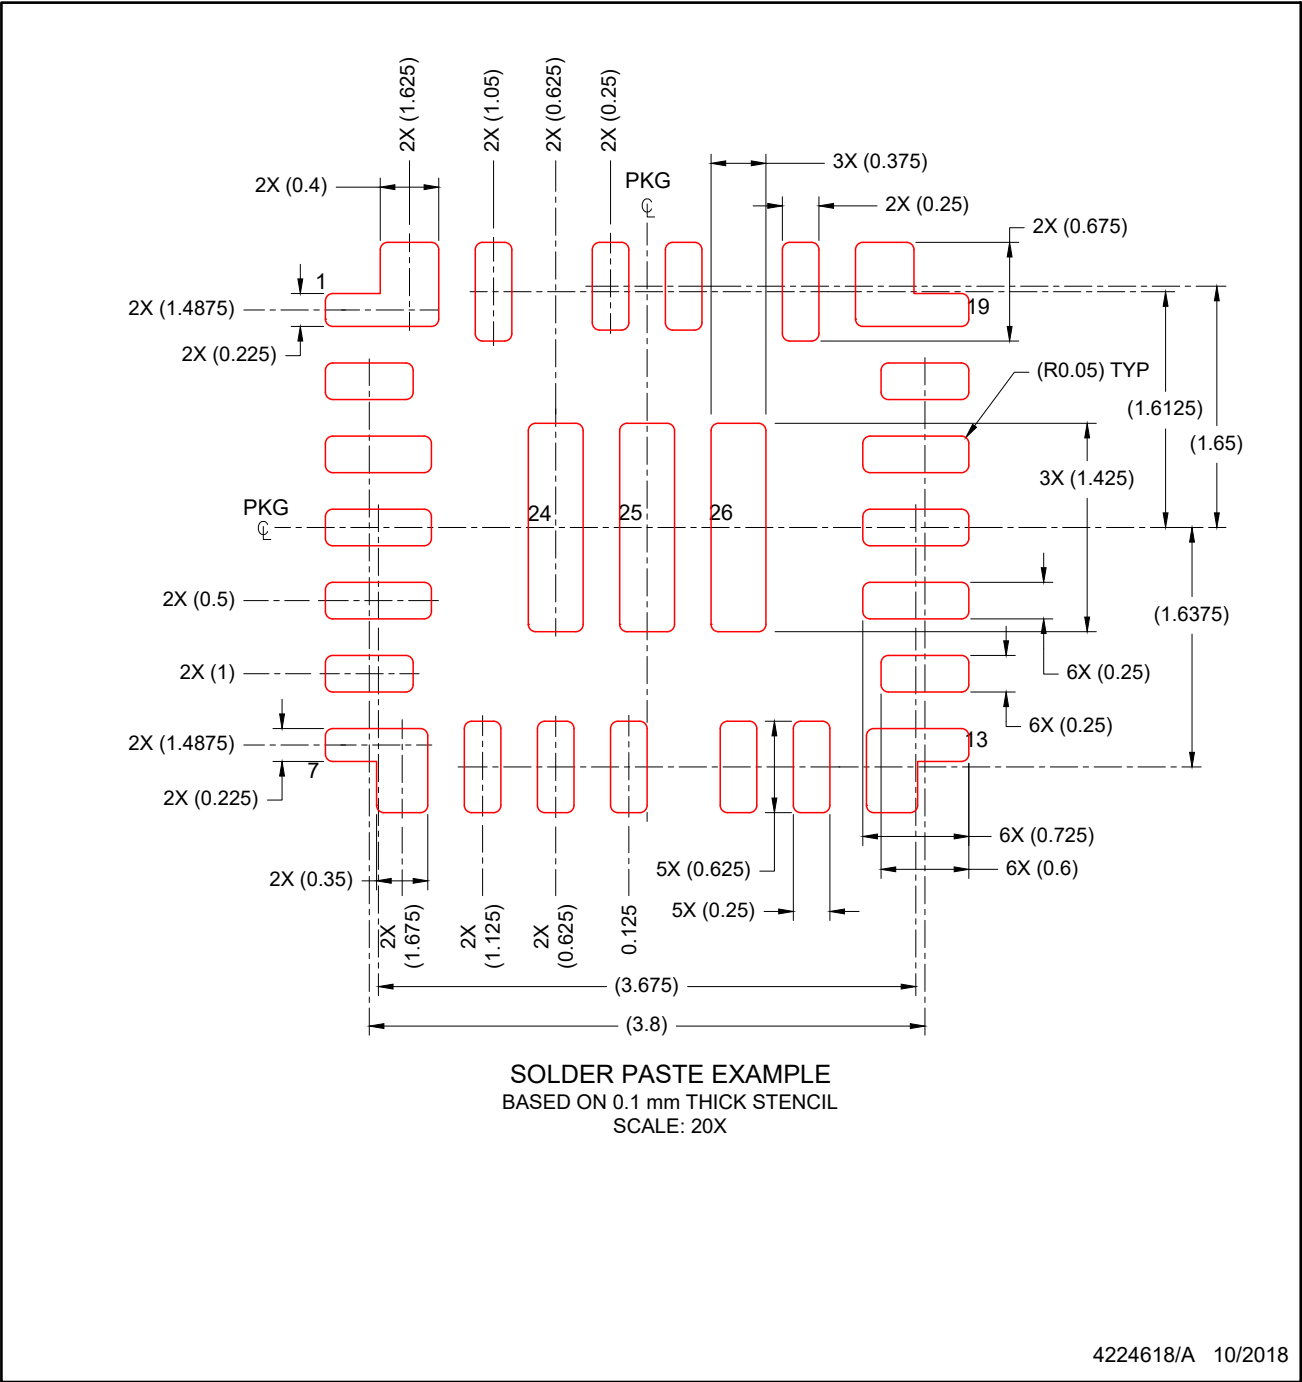 2X (1.625)
2X (1.05)
2X (0.625)
2X (0.25)
PKG
℄
3X (0.375)
2X (0.4)
2X (0.25)
2X (0.675)
1
2X (1.4875)
19
2X (0.225)
(R0.05) TYP
(1.6125)
(1.65)
3X (1.425)
PKG
℄
24
25
26
2X (0.5)
(1.6375)
2X (1)
6X (0.25)
6X (0.25)
2X (1.4875)
13
7
2X (0.225)
6X (0.725)
5X (0.625)
6X (0.6)
2X (0.35)
5X (0.25)
2X
(1.675)
2X
(1.125)
2X
(0.625)
0.125
(3.675)
(3.8)
SOLDER PASTE EXAMPLE
BASED ON 0.1 mm THICK STENCIL
SCALE: 20X
4224618/A 10/2018